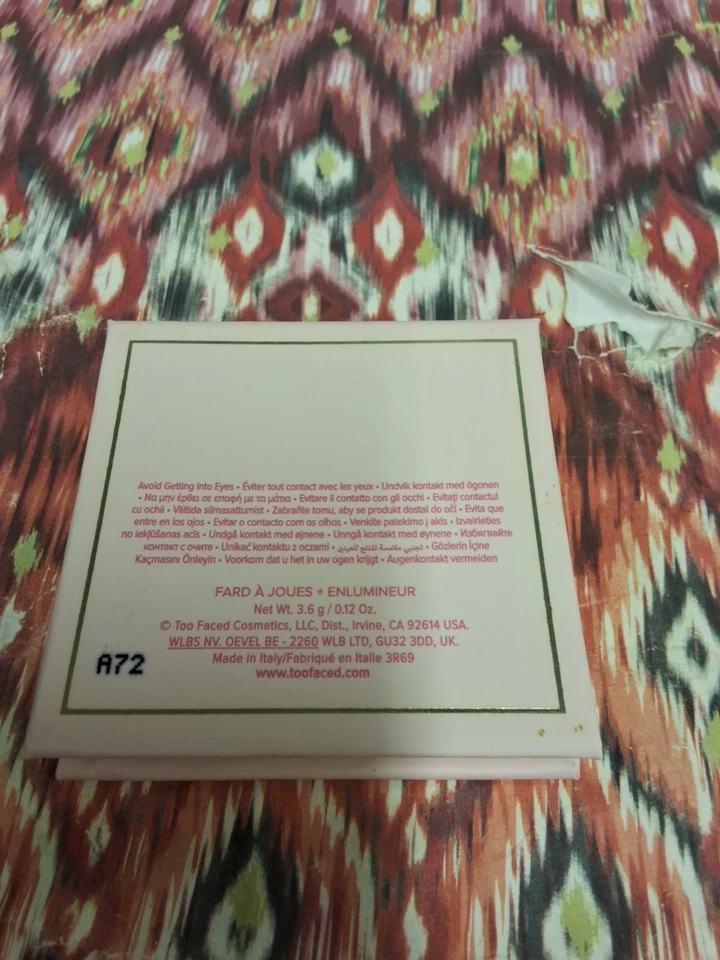 Avoid Getting Into Eyes • Éviter tout contact avec les yeux • Undvik kontakt med ögonen
• Να μην έρθει σε επαφή με τα μάτια • Evitare il contatto con gli occhi • Evitați contactul
cu ochii • Vältida silmasattumist • Zabraňte tomu, aby se produkt dostal do očí • Evita que
entre en los ojos • Evitar o contacto com os olhos • Venkite patekimo į akis • Izvairieties
no iekļūšanas acīs • Undgå kontakt med øjnene • Unngå kontakt med øynene • Избягвайте
контакт с очите • Unikać kontaktu z oczami • تجنبي ملامسة المنتج للعينين • Gözlerin İçine
Kaçmasını Önleyin • Voorkom dat u het in uw ogen krijgt • Augenkontakt vermeiden
FARD À JOUES + ENLUMINEUR
Net Wt. 3.6 g / 0.12 Oz.
© Too Faced Cosmetics, LLC, Dist., Irvine, CA 92614 USA.
WLBS NV. OEVEL BE - 2260 WLB LTD, GU32 3DD, UK.
Made in Italy/Fabriqué en Italie 3R69
www.toofaced.com
A72